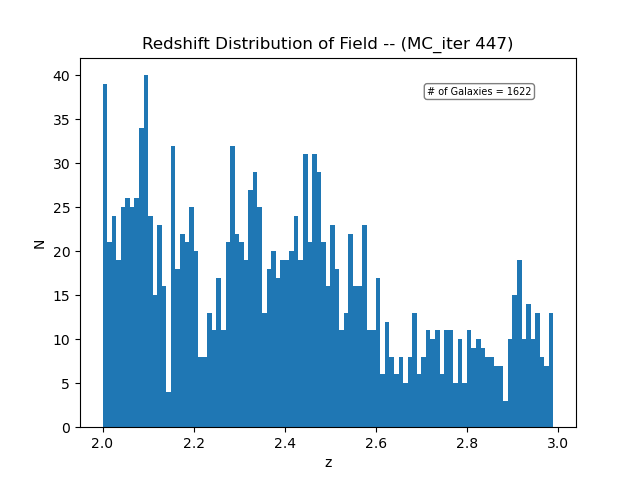 Redshift Distribution of Field -- (MC_iter 447)
# of Galaxies = 1622
N
40
35
30
25
20
15
10
5
0
2.0 2.2 2.4 2.6 2.8 3.0
z